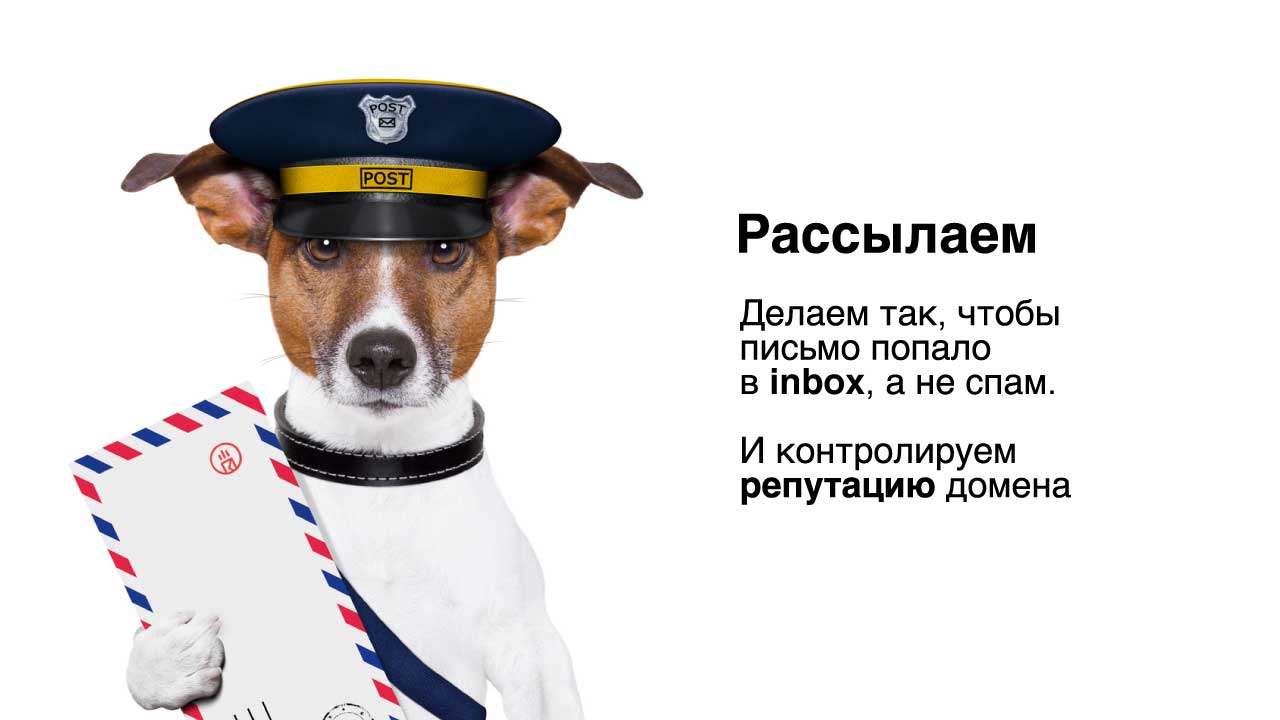 POST
POST
Рассылаем
Делаем так, чтобы
письмо попало
в inbox, а не спам.
И контролируем
репутацию домена